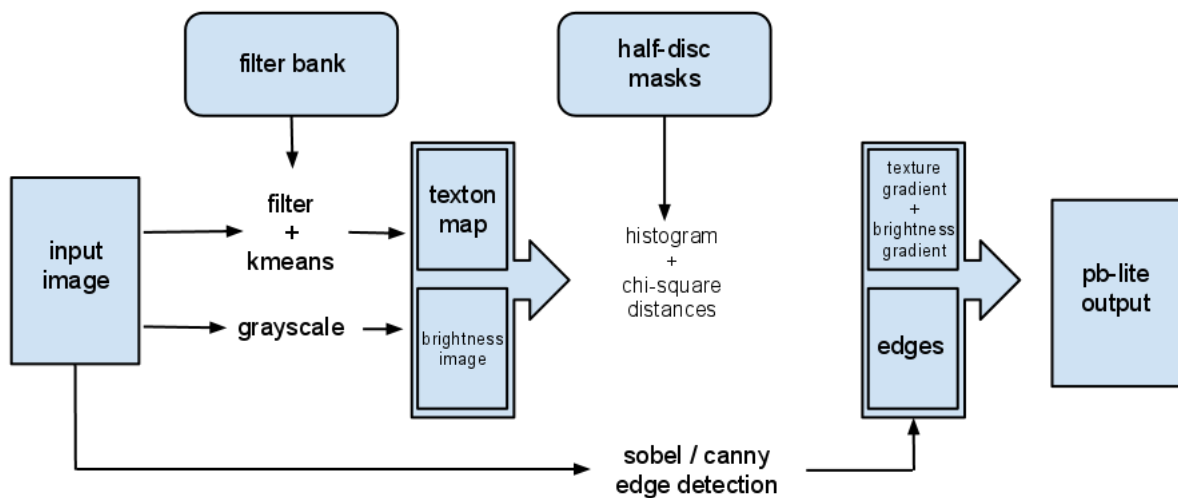 filter bank
half-disc
masks
input
image
filter
+
kmeans
grayscale
texton
map
brightness
image
histogram
+
chi-square
distances
texture
gradient
+
brightness
gradient
edges
pb-lite
output
sobel / canny
edge detection